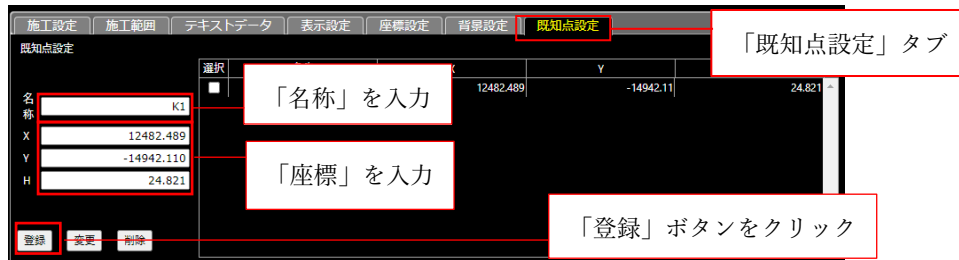 施工設定 施工範囲 テキストデータ 表示設定 座標設定 背景設定 既知点設定
「既知点設定」タブ
既知点設定
選択 Y
名称 K1
12482.489 -14942.11 24.821
「名称」を入力
X 12482.489
Y -14942.110
H 24.821
「座標」を入力
登録 変更 削除
「登録」ボタンをクリック